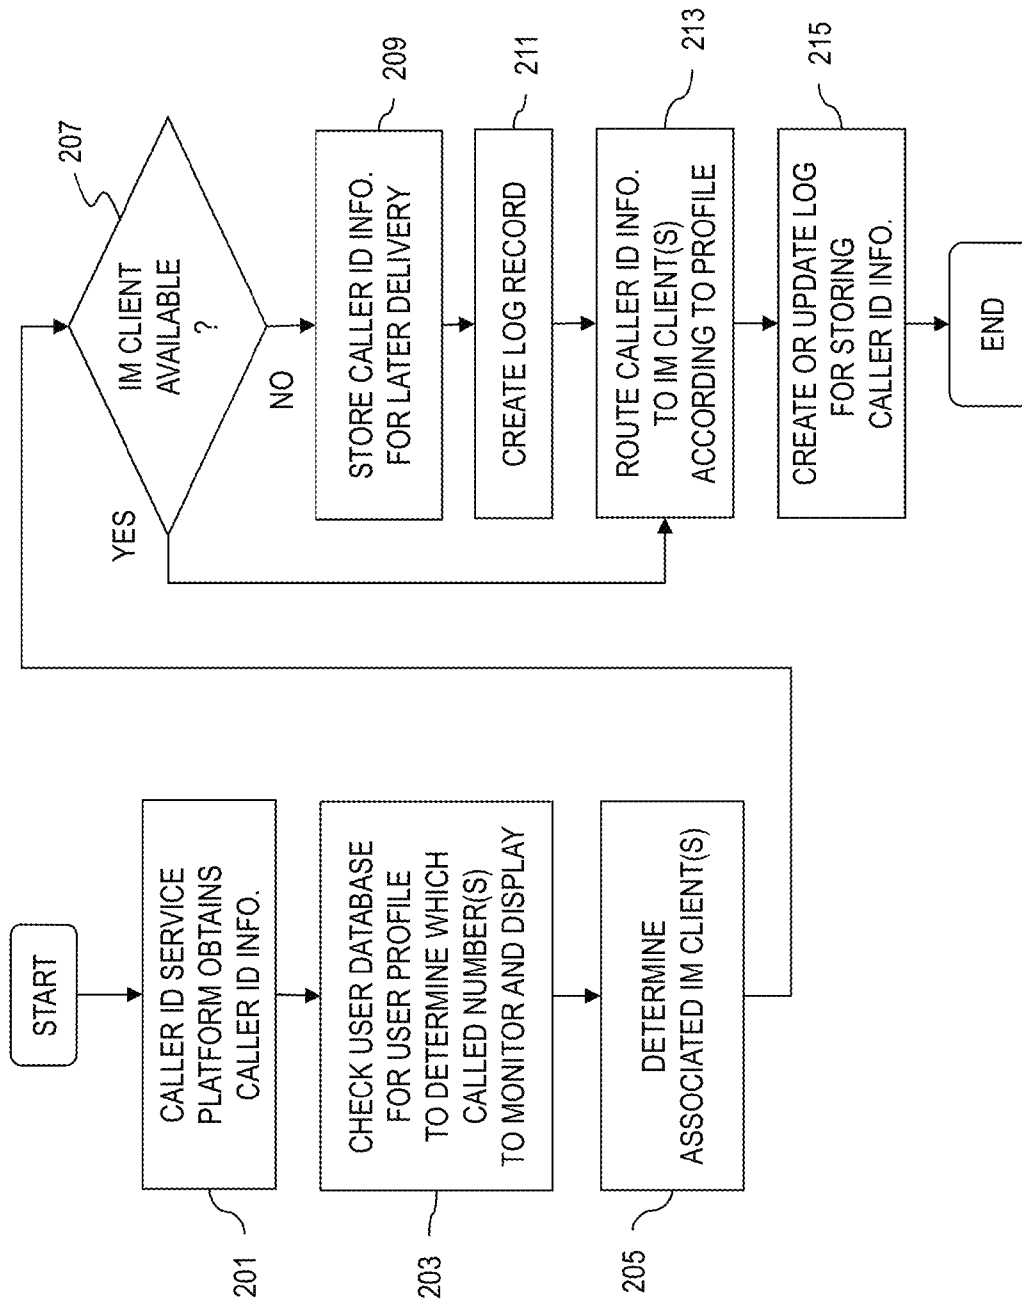 START
CALLER ID SERVICE
PLATFORM OBTAINS
CALLER ID INFO.
201
CHECK USER DATABASE
FOR USER PROFILE
TO DETERMINE WHICH
CALLED NUMBER(S)
TO MONITOR AND DISPLAY
203
DETERMINE
ASSOCIATED IM CLIENT(S)
205
IM CLIENT
AVAILABLE
?
207
YES
NO
STORE CALLER ID INFO.
FOR LATER DELIVERY
209
CREATE LOG RECORD
211
ROUTE CALLER ID INFO.
TO IM CLIENT(S)
ACCORDING TO PROFILE
213
CREATE OR UPDATE LOG
FOR STORING
CALLER ID INFO.
215
END